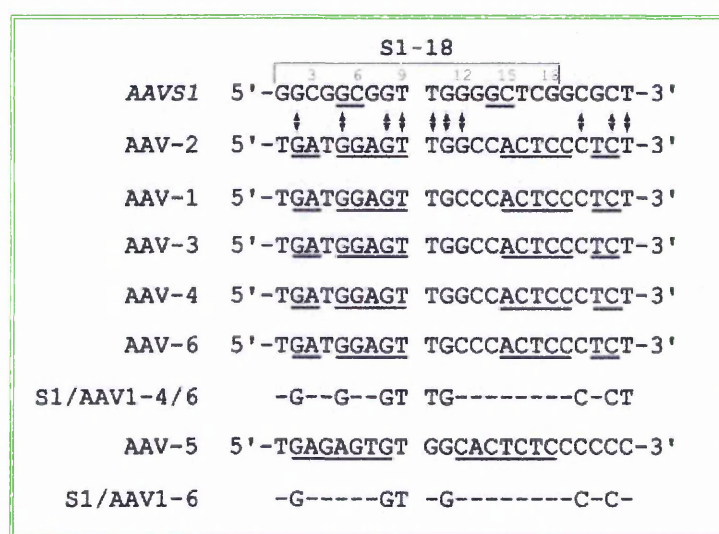 S1-18
3 6 9 12 15 18
AAVS1 5'-GGCGGCGGT TGGGGCTCGGCGCT-3'
AAV-2 5'-TGATGGAGT TGGCCACTCCCTCT-3'
AAV-1 5'-TGATGGAGT TGCCCACTCCCTCT-3'
AAV-3 5'-TGATGGAGT TGGCCACTCCCTCT-3'
AAV-4 5'-TGATGGAGT TGGCCACTCCCTCT-3'
AAV-6 5'-TGATGGAGT TGCCCACTCCCTCT-3'
S1/AAV1-4/6 -G--G--GT TG--------C-CT
AAV-5 5'-TGAGAGTGT GGCACTCTCCCCCC-3'
S1/AAV1-6 -G-----GT -G--------C-C-